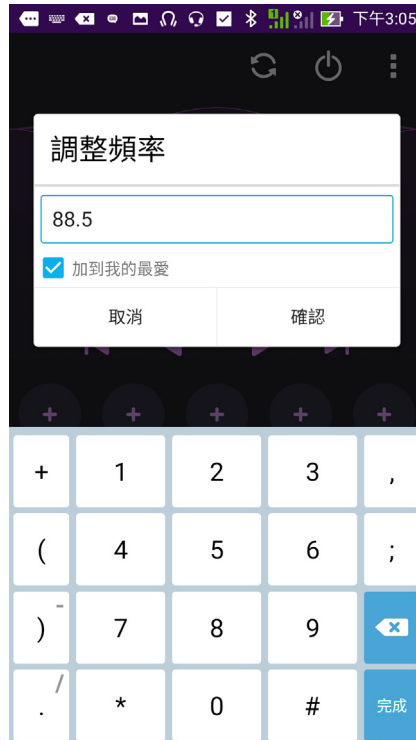 下午3:05
調整頻率
88.5
加到我的最愛
取消 確認
+ + + + +
+ 1 2 3 ,
( 4 5 6 ;
) - 7 8 9
. / * 0 # 完成